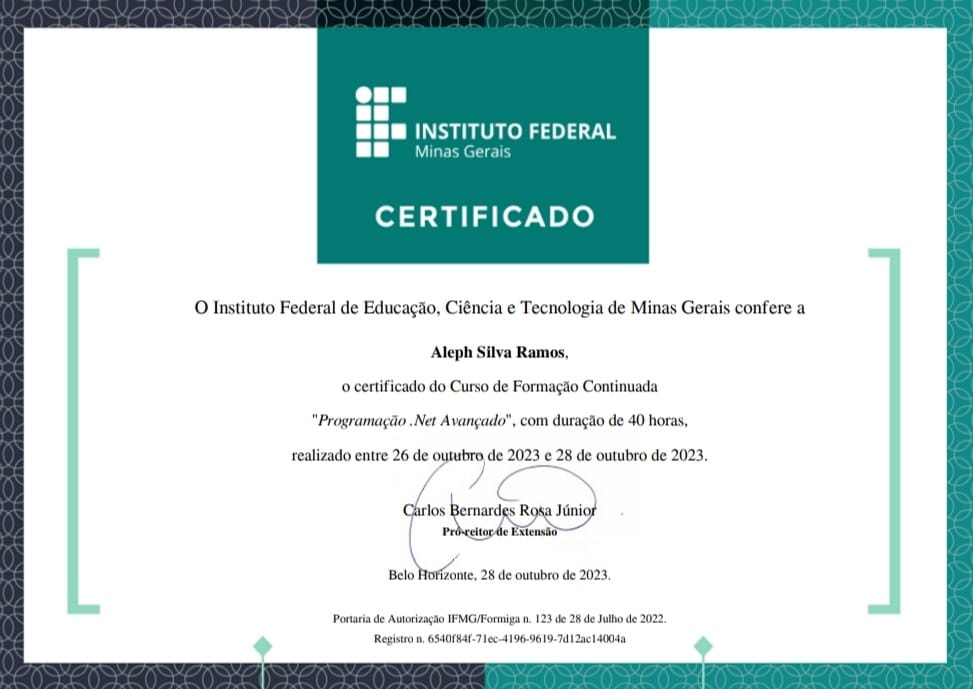 INSTITUTO FEDERAL
Minas Gerais
CERTIFICADO
O Instituto Federal de Educação, Ciência e Tecnologia de Minas Gerais confere a
Aleph Silva Ramos,
o certificado do Curso de Formação Continuada
"Programação .Net Avançado", com duração de 40 horas,
realizado entre 26 de outubro de 2023 e 28 de outubro de 2023.
Carlos Bernardes Rosa Júnior
Pró-reitor de Extensão
Belo Horizonte, 28 de outubro de 2023.
Portaria de Autorização IFMG/Formiga n. 123 de 28 de Julho de 2022.
Registro n. 6540f84f-71ec-4196-9619-7d12ac14004a